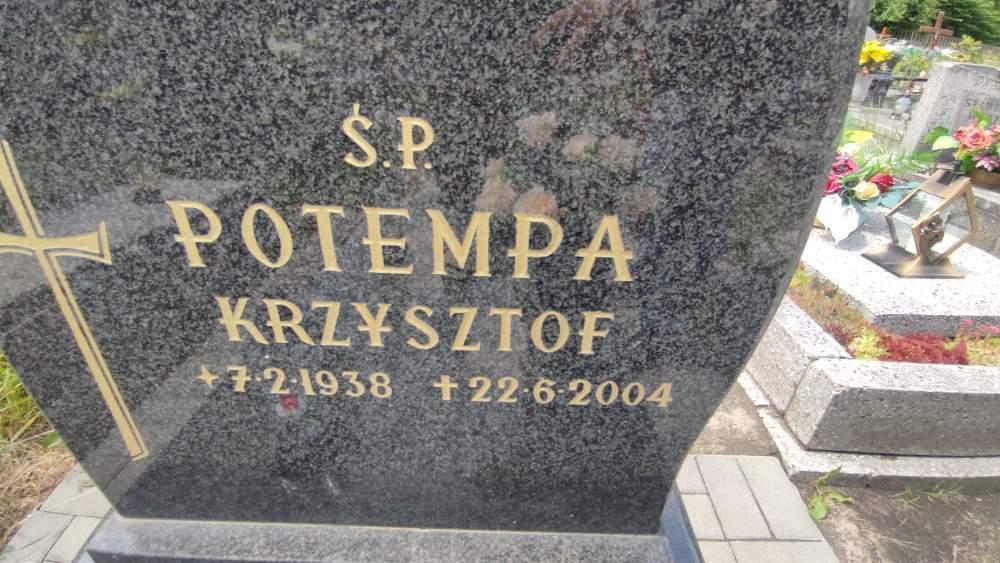 Ś.P.
POTEMPA
KRZYSZTOF
7·2·1938 22·6·2004